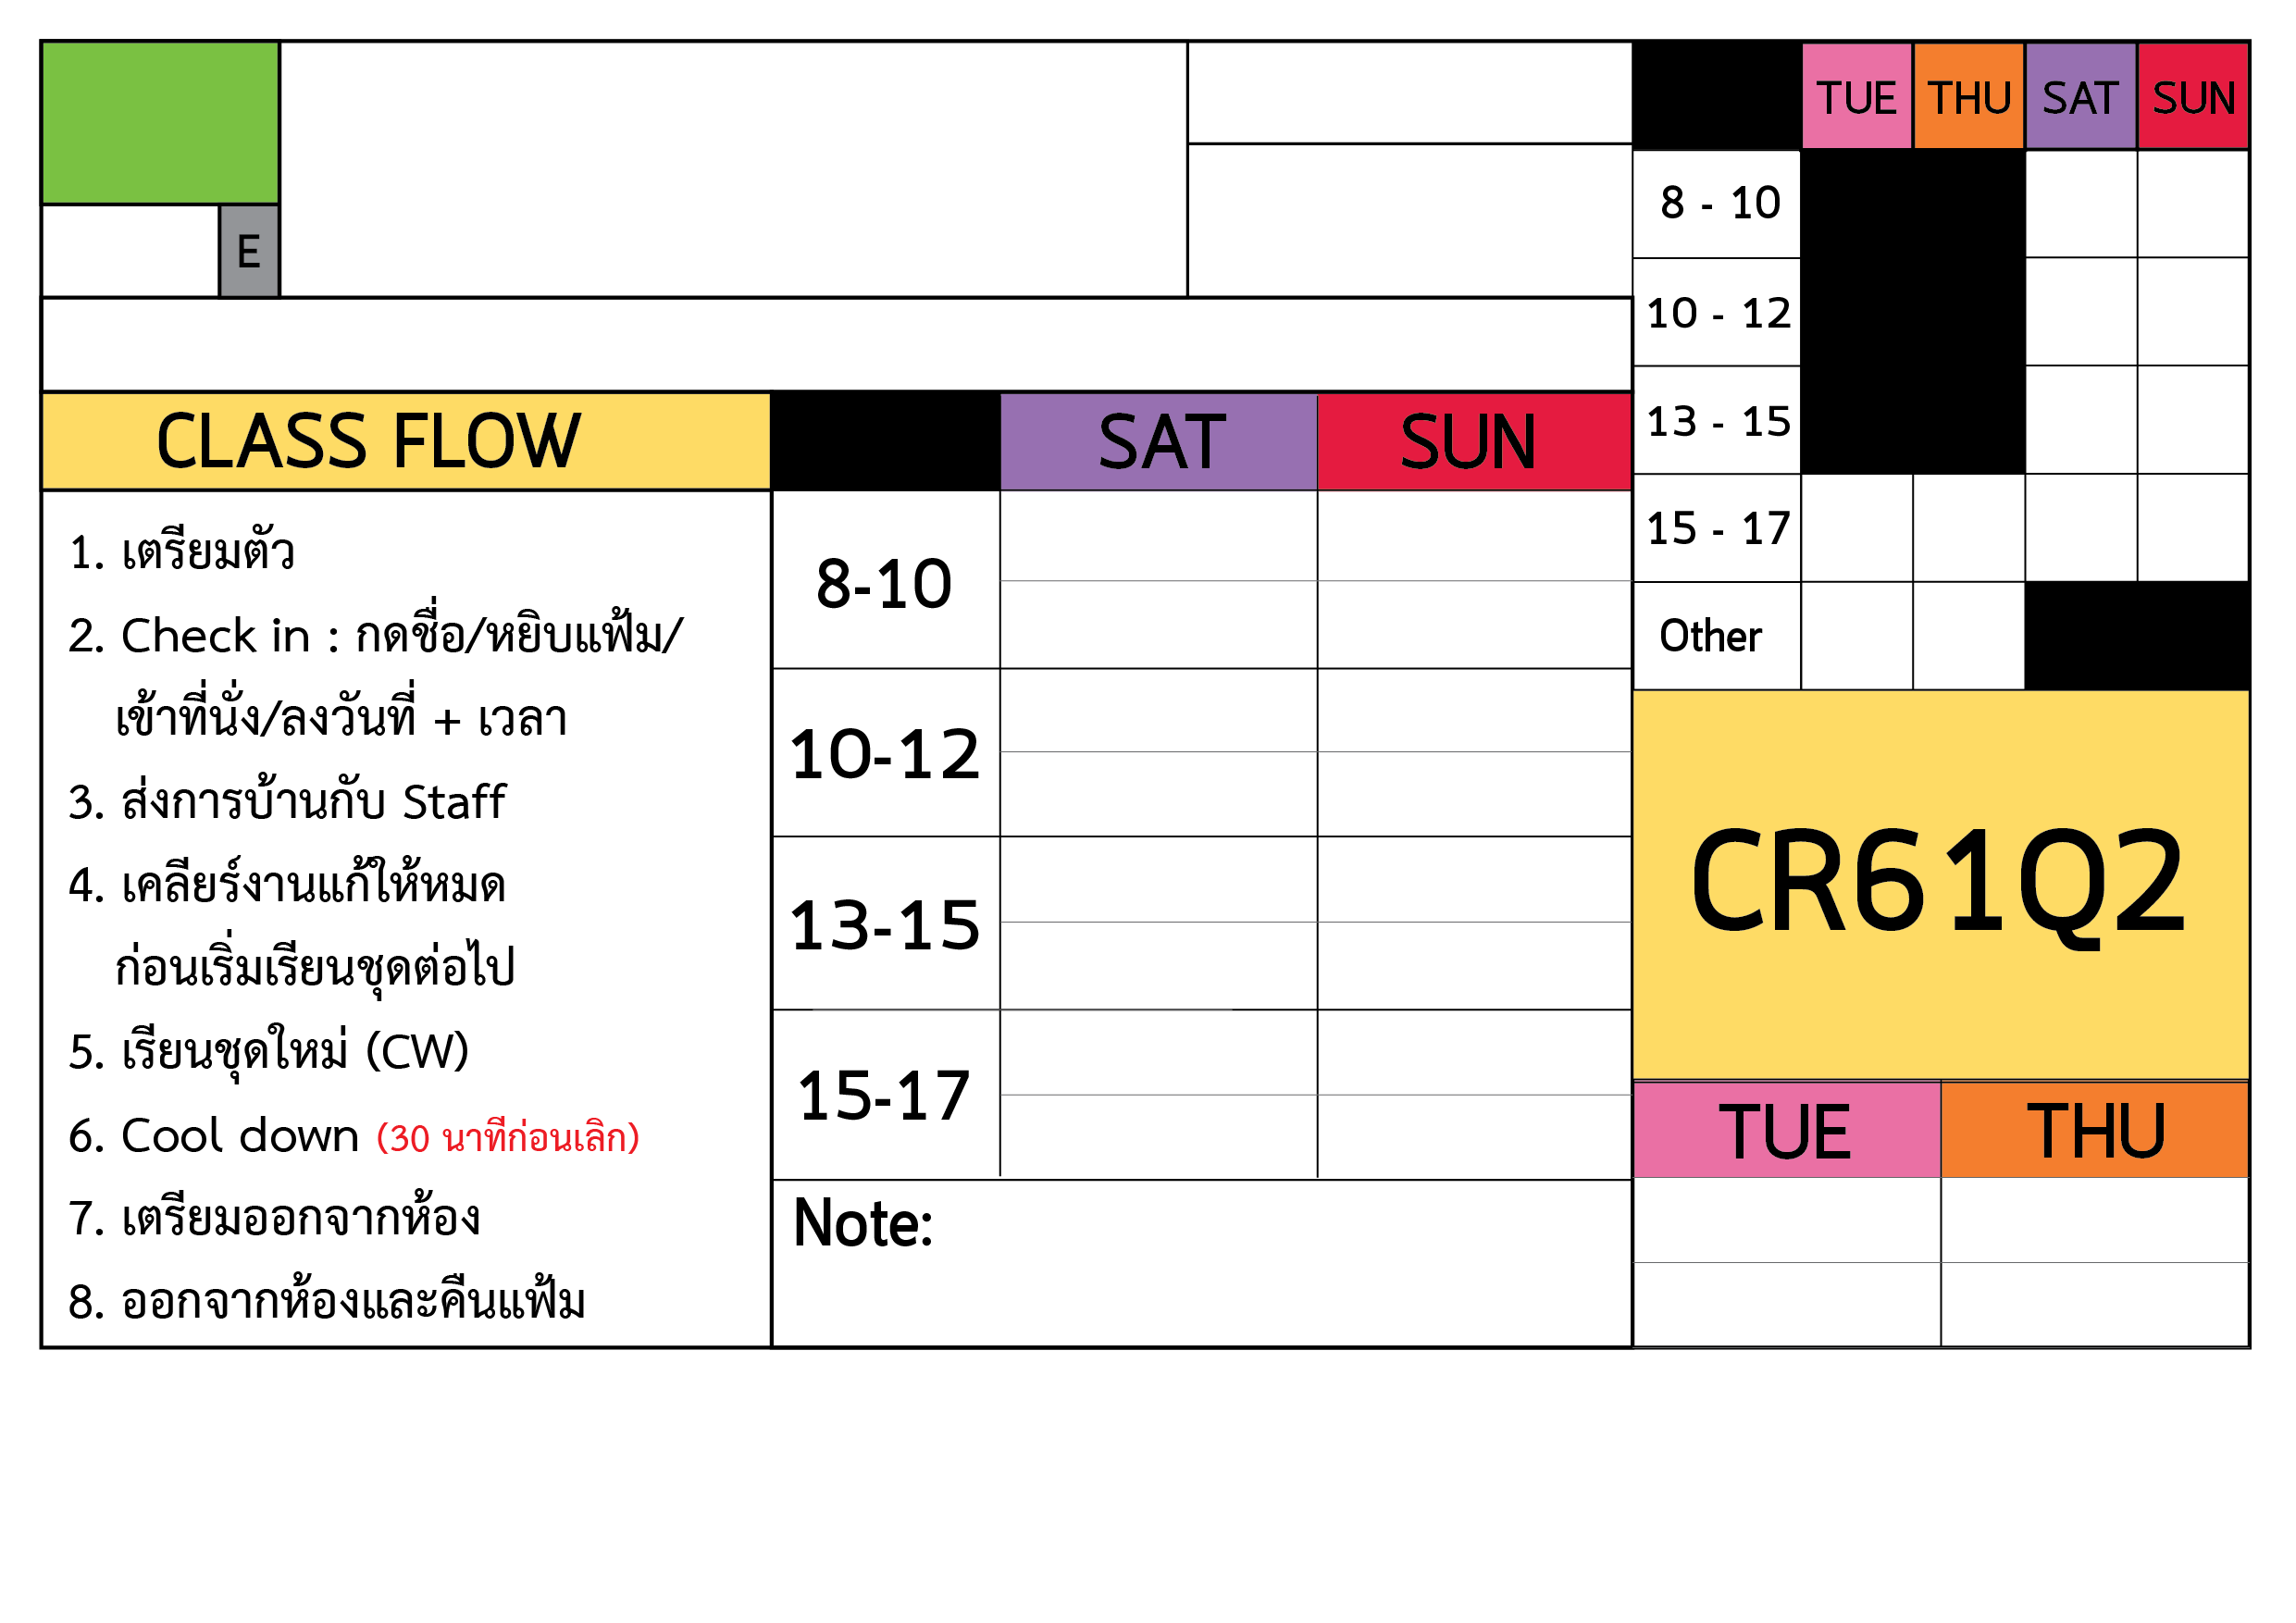 TUE THU SAT SUN
8 - 10
E
10 - 12
13 - 15
15 - 17
Other
CLASS FLOW
1. เตรียมตัว
2. Check in : กดชื่อ/หยิบแฟ้ม/
เข้าที่นั่ง/ลงวันที่ + เวลา
3. ส่งการบ้านกับ Staff
4. เคลียร์งานแก้ให้หมด
ก่อนเริ่มเรียนชุดต่อไป
5. เรียนชุดใหม่ (CW)
6. Cool down (30 นาทีก่อนเลิก)
7. เตรียมออกจากห้อง
8. ออกจากห้องและคืนแฟ้ม
SAT SUN
8-10
10-12
13-15
15-17
Note:
CR61Q2
TUE THU